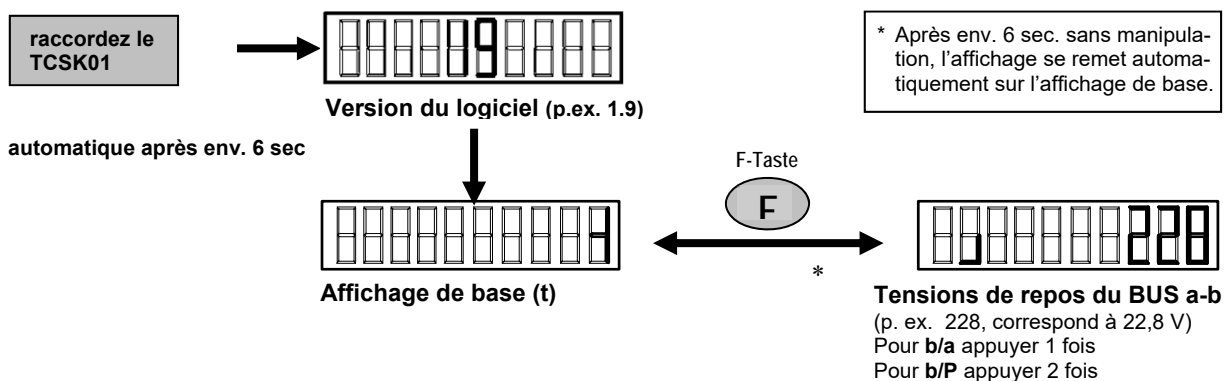 raccordez le
TCSK01
19
Version du logiciel (p.ex. 1.9)
* Après env. 6 sec. sans manipula-
tion, l'affichage se remet automa-
tiquement sur l'affichage de base.
automatique après env. 6 sec
F-Taste
F
*
Affichage de base (t)
228
Tensions de repos du BUS a-b
(p. ex. 228, correspond à 22,8 V)
Pour b/a appuyer 1 fois
Pour b/P appuyer 2 fois